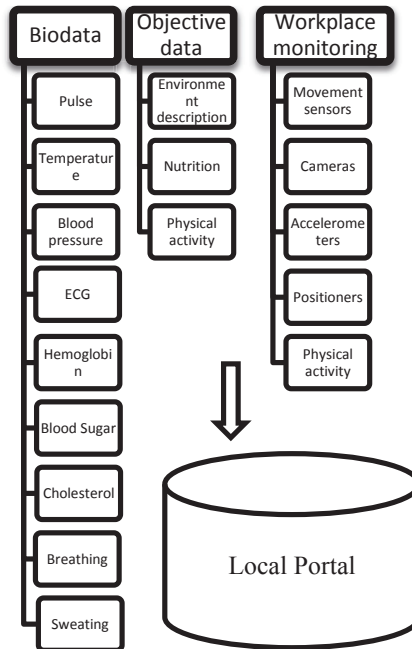 Biodata
Pulse
Temperatur
e
Blood
pressure
ECG
Hemoglobi
n
Blood Sugar
Cholesterol
Breathing
Sweating
Objective
data
Environme
nt
description
Nutrition
Physical
activity
Workplace
monitoring
Movement
sensors
Cameras
Accelerome
ters
Positioners
Physical
activity
Local Portal